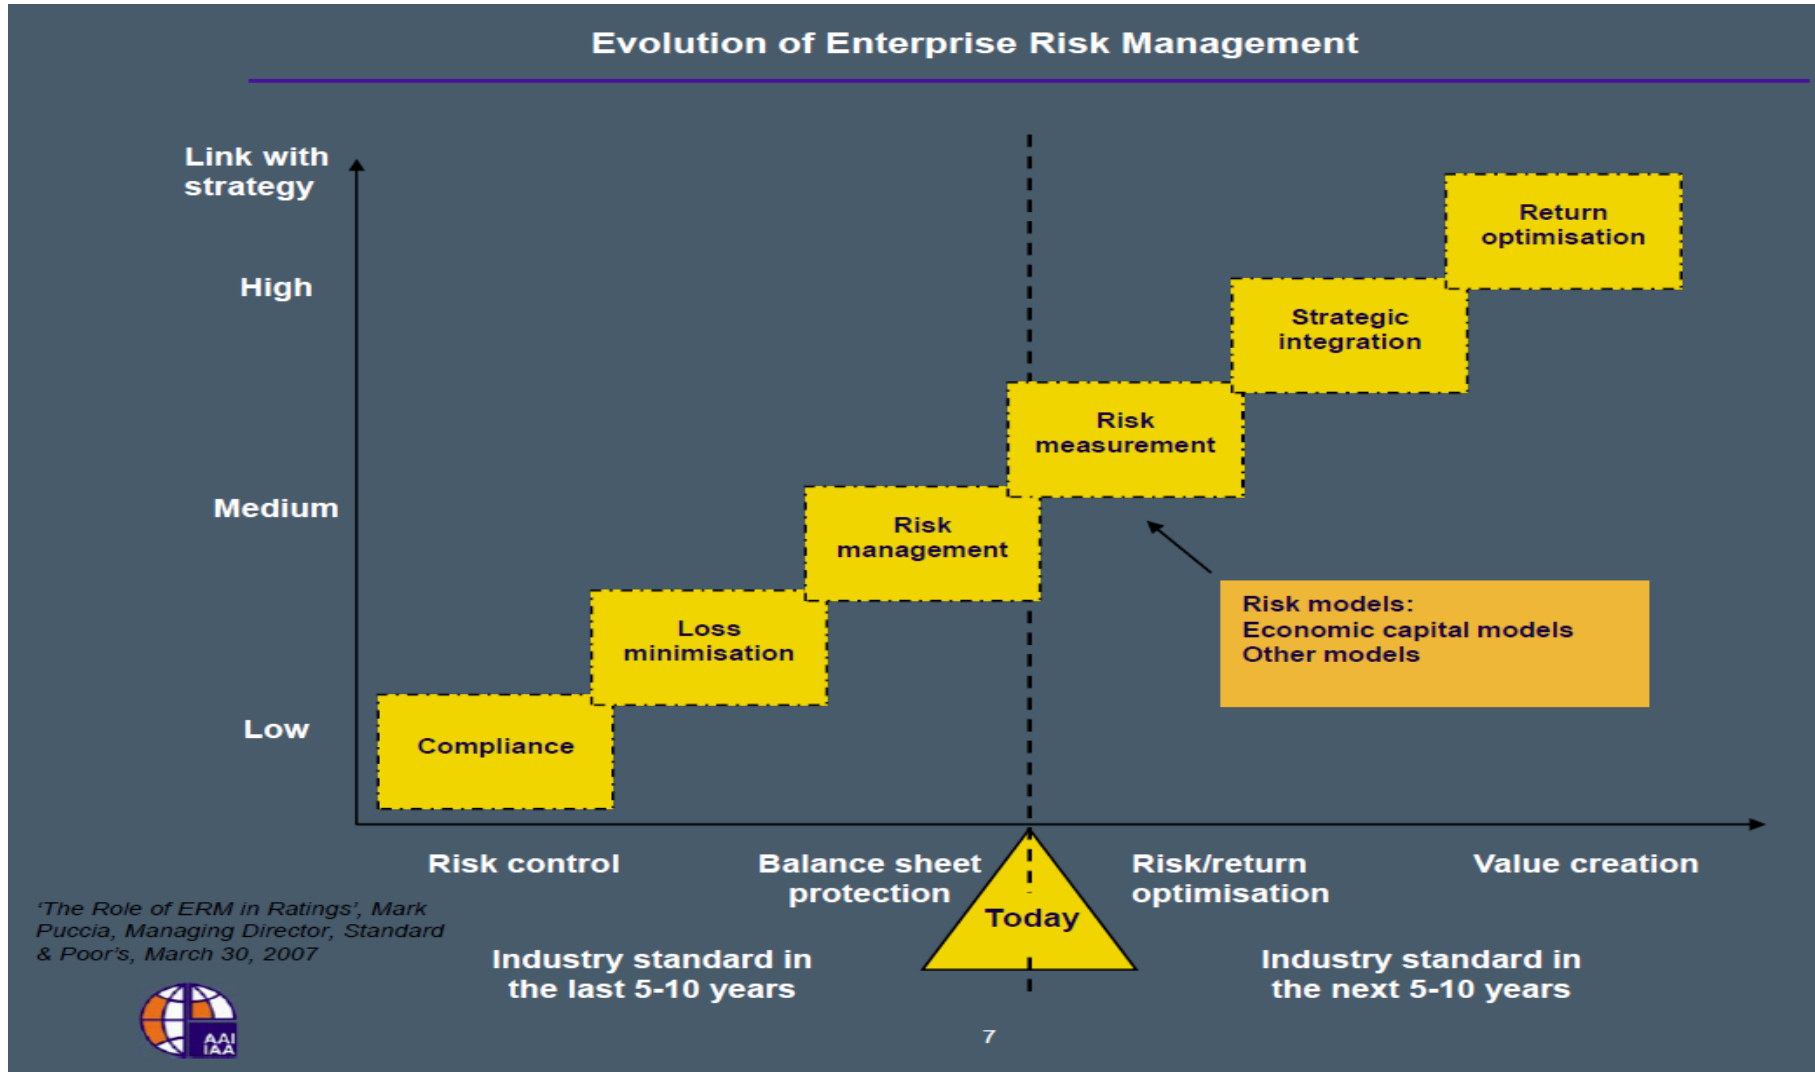 Evolution of Enterprise Risk Management
Link with
strategy
High
Medium
Low
Return
optimisation
Strategic
integration
Risk
measurement
Risk
management
Loss
minimisation
Compliance
Risk models:
Economic capital models
Other models
Risk control
Balance sheet
protection
Risk/return
optimisation
Value creation
Today
Industry standard in
the last 5-10 years
Industry standard in
the next 5-10 years
‘The Role of ERM in Ratings’, Mark
Puccia, Managing Director, Standard
& Poor’s, March 30, 2007
AAI
IAA
7